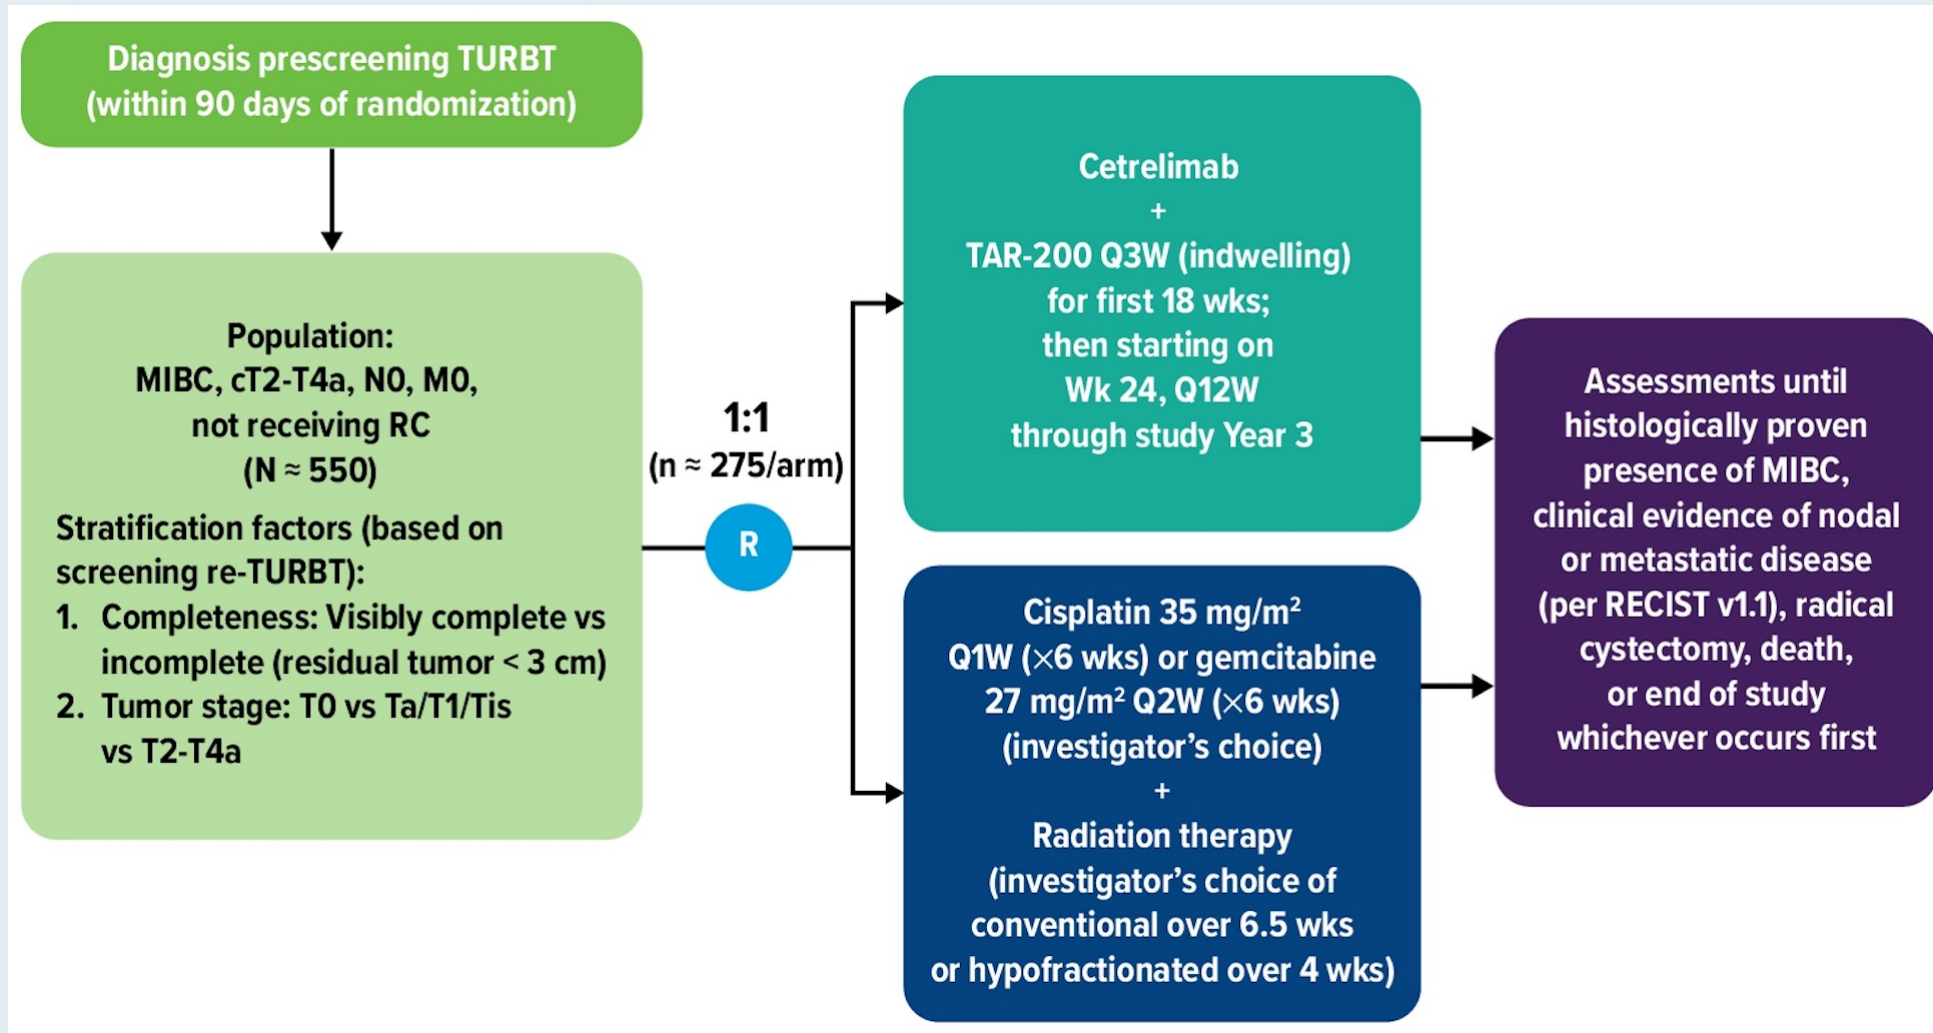 Diagnosis prescreening TURBT
(within 90 days of randomization)
Population:
MIBC, cT2-T4a, N0, M0,
not receiving RC
(N ≈ 550)
Stratification factors (based on
screening re-TURBT):
1. Completeness: Visibly complete vs
incomplete (residual tumor < 3 cm)
2. Tumor stage: T0 vs Ta/T1/Tis
vs T2-T4a
1:1
(n ≈ 275/arm)
R
Cetrelimab
+
TAR-200 Q3W (indwelling)
for first 18 wks;
then starting on
Wk 24, Q12W
through study Year 3
Cisplatin 35 mg/m²
Q1W (×6 wks) or gemcitabine
27 mg/m² Q2W (×6 wks)
(investigator’s choice)
+
Radiation therapy
(investigator’s choice of
conventional over 6.5 wks
or hypofractionated over 4 wks)
Assessments until
histologically proven
presence of MIBC,
clinical evidence of nodal
or metastatic disease
(per RECIST v1.1), radical
cystectomy, death,
or end of study
whichever occurs first